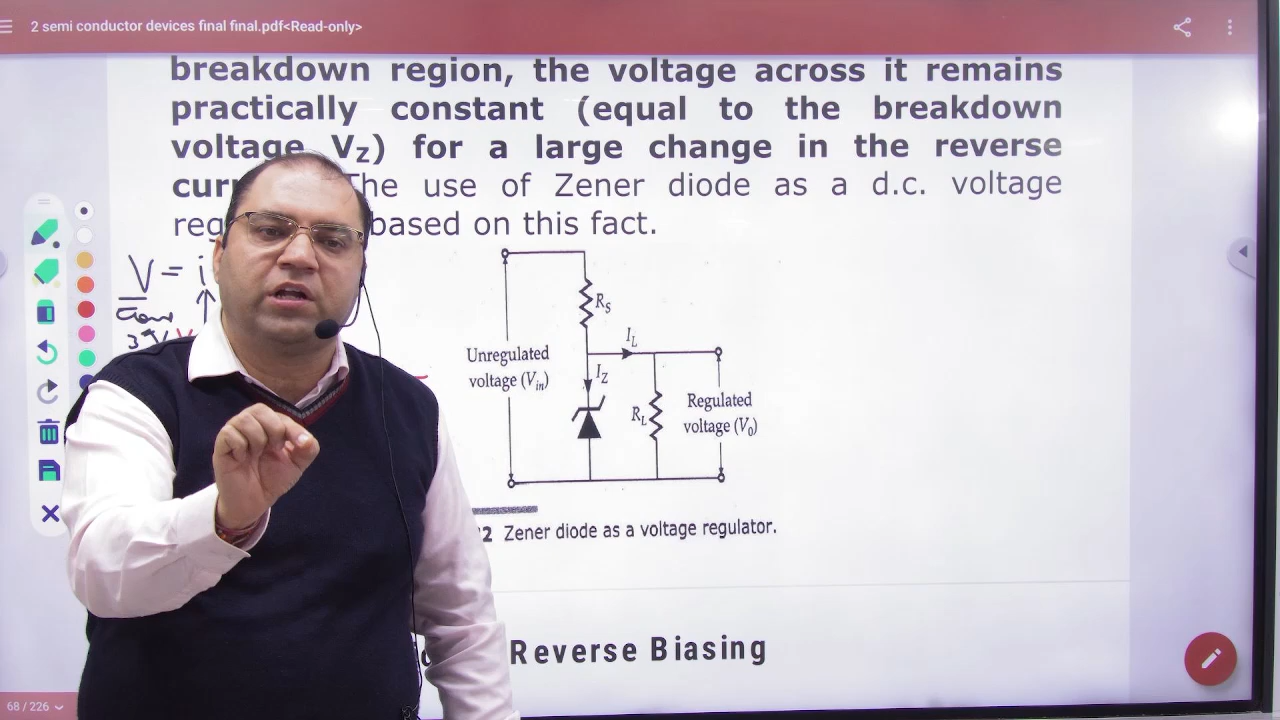 2 semi conductor devices final final.pdf<Read-only>
breakdown region, the voltage across it remains
practically constant (equal to the breakdown
voltage VZ) for a large change in the reverse
The use of Zener diode as a d.c. voltage
based on this fact.
V = i
RS
IL
Unregulated
voltage (Vin)
IZ
RL
Regulated
voltage (V0)
2 Zener diode as a voltage regulator.
Reverse Biasing
68 / 226